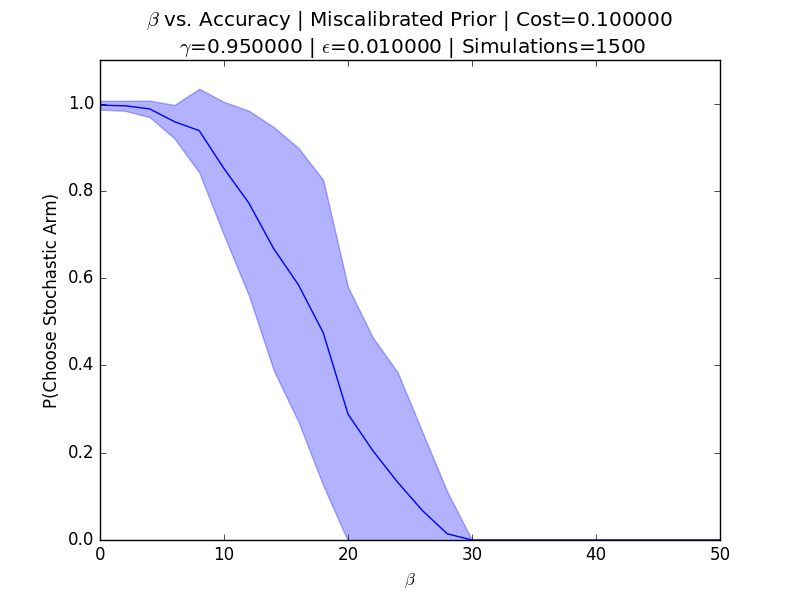 β vs. Accuracy | Miscalibrated Prior | Cost=0.100000
γ=0.950000 | ϵ=0.010000 | Simulations=1500
P(Choose Stochastic Arm)
1.0
0.8
0.6
0.4
0.2
0.0
0 10 20 30 40 50
β